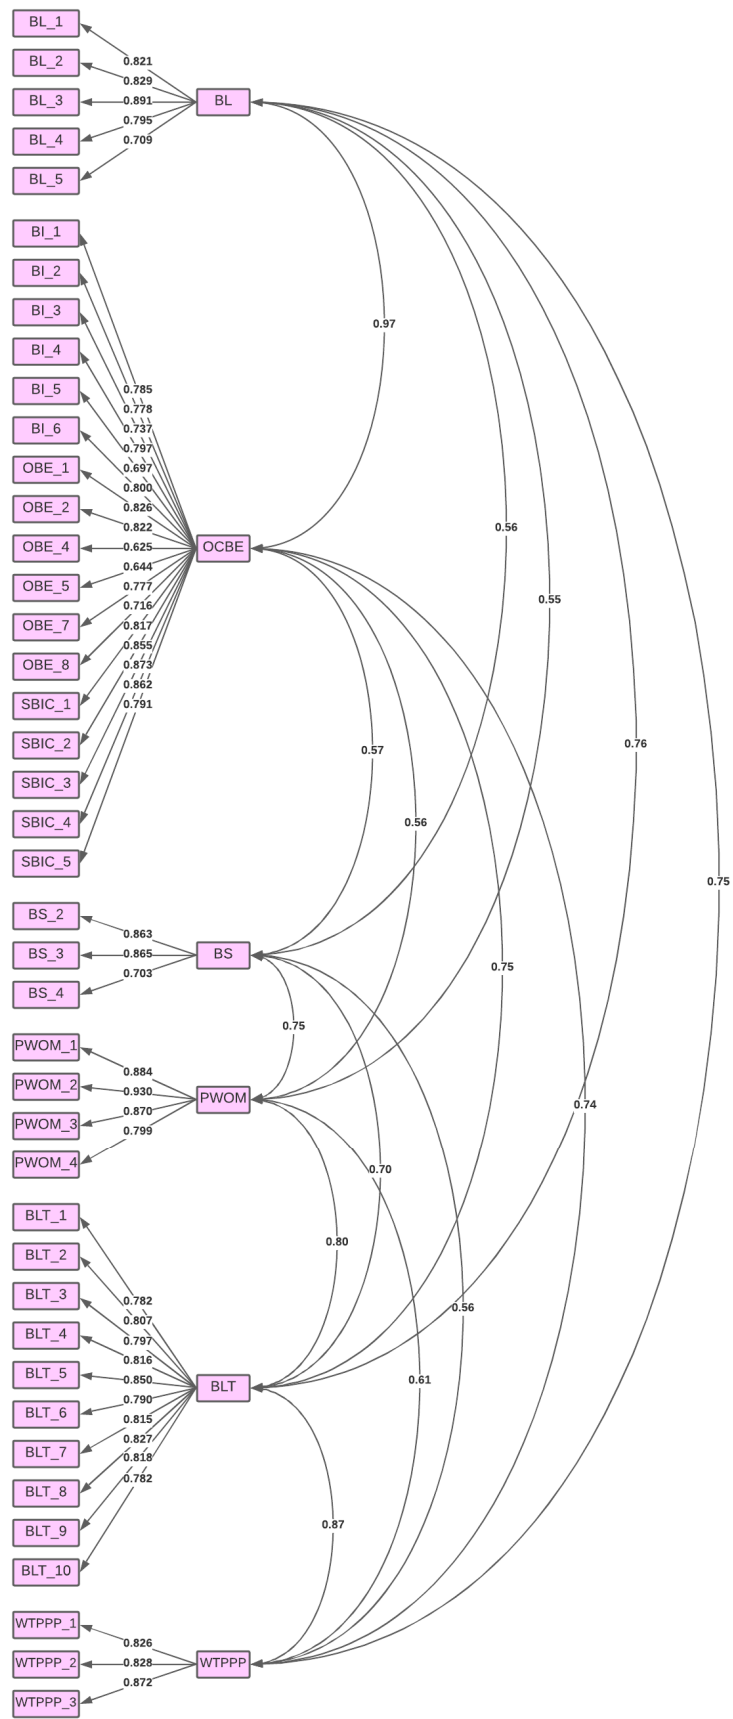 BL_1
0.821
BL_2
0.829
BL_3
0.891
BL
BL_4
0.795
BL_5
0.709
BI_1
BI_2
BI_3
0.97
BI_4
BI_5
0.785
0.778
BI_6
0.737
0.797
OBE_1
0.697
0.800
OBE_2
0.826
0.822
0.56
OBE_4
0.625
OCBE
0.644
OBE_5
0.777
0.55
0.716
OBE_7
0.817
0.855
OBE_8
0.873
0.862
SBIC_1
0.791
SBIC_2
0.57
0.76
SBIC_3
SBIC_4
0.56
SBIC_5
0.75
BS_2
0.863
BS_3
0.865
BS
0.75
BS_4
0.703
0.75
PWOM_1
0.884
PWOM_2
0.930
PWOM
0.74
PWOM_3
0.870
0.799
PWOM_4
0.70
BLT_1
0.80
BLT_2
BLT_3
0.782
0.56
0.807
BLT_4
0.797
0.816
BLT_5
0.850
BLT
0.61
0.790
BLT_6
0.815
0.827
BLT_7
0.818
0.782
BLT_8
0.87
BLT_9
BLT_10
WTPPP_1
0.826
WTPPP_2
0.828
WTPPP
0.872
WTPPP_3